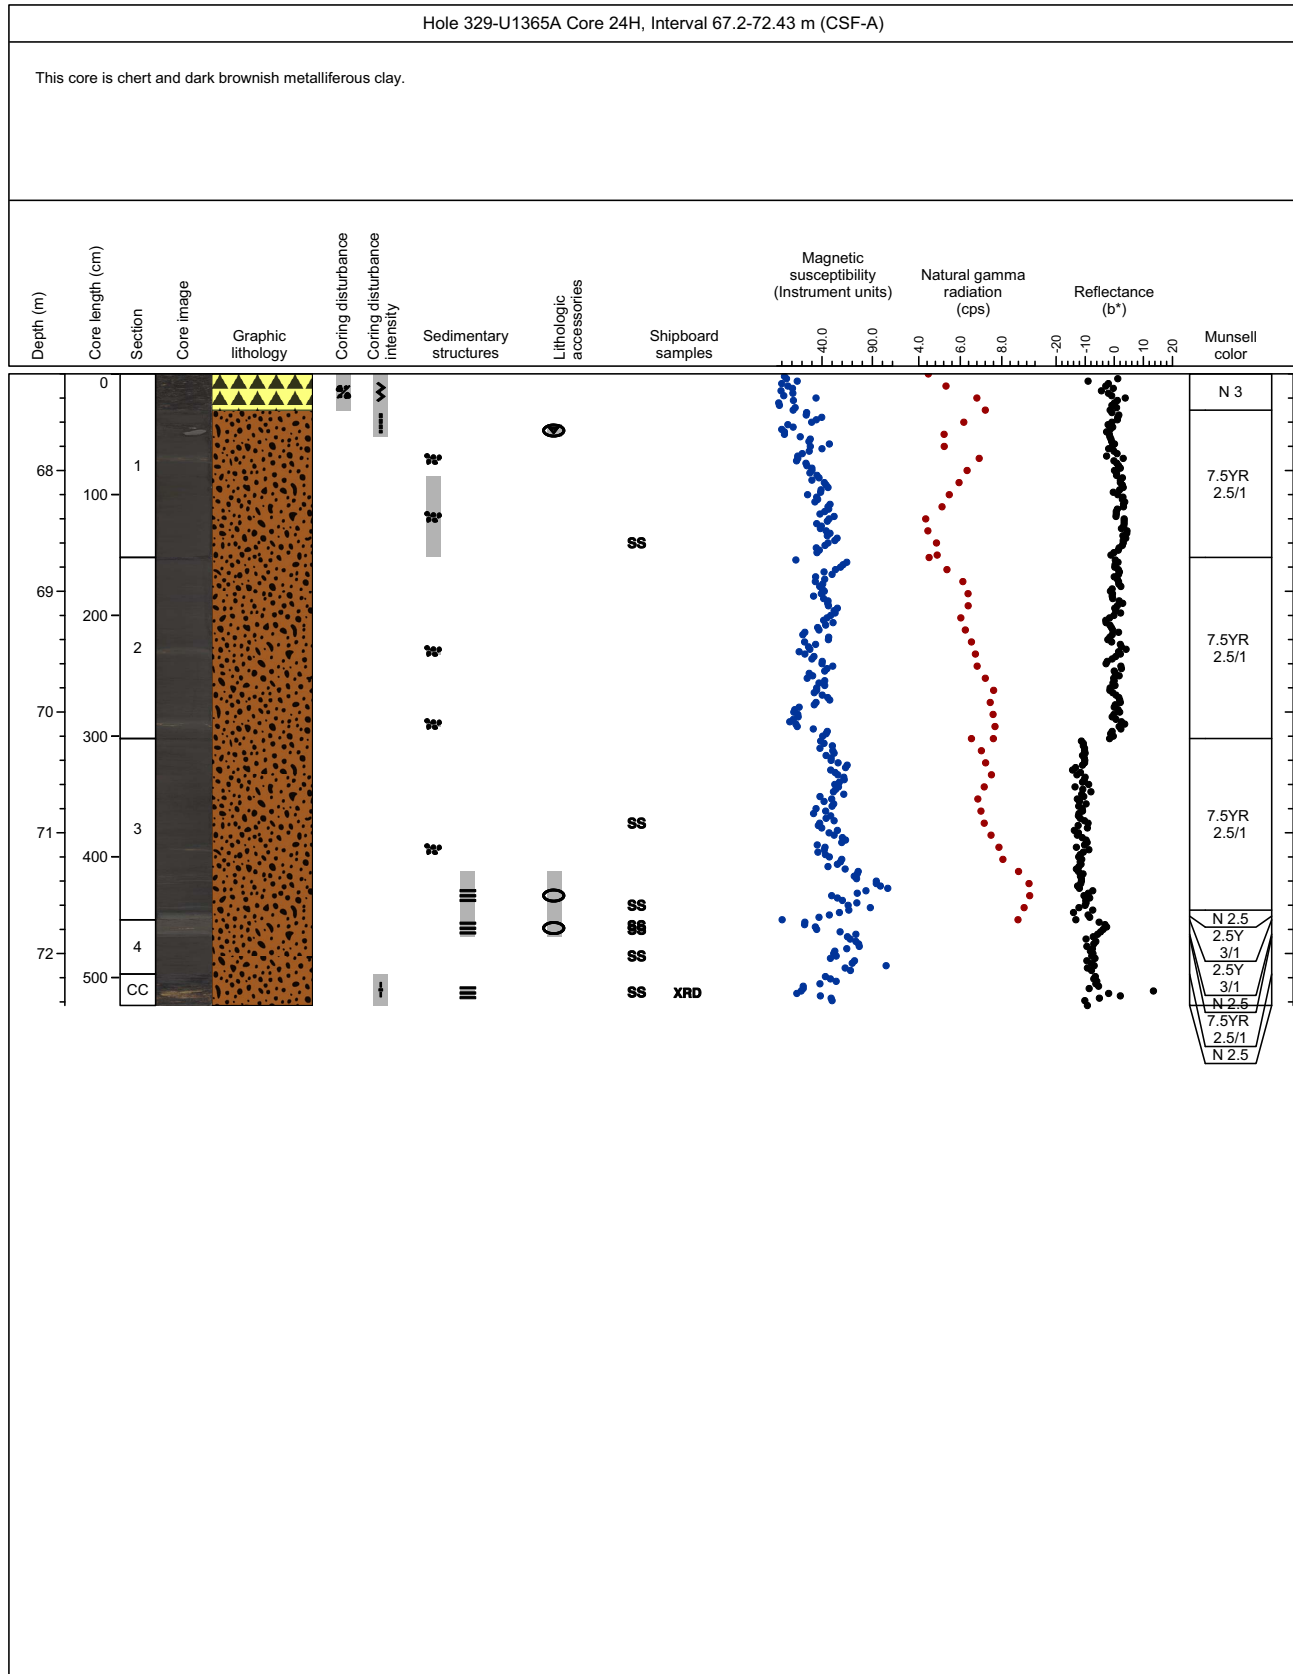 Hole 329-U1365A Core 24H, Interval 67.2-72.43 m (CSF-A)
This core is chert and dark brownish metalliferous clay.
Depth (m)
Core length (cm)
Section
Core image
Graphic
lithology
Coring disturbance
Coring disturbance
intensity
Sedimentary
structures
Lithologic
accessories
Shipboard
samples
Magnetic
susceptibility
(Instrument units)
40.0
90.0
Natural gamma
radiation
(cps)
4.0
6.0
8.0
Reflectance
(b*)
-20
-10
0
10
20
Munsell
color
68
69
70
71
72
0
100
200
300
400
500
1
2
3
4
CC
SS
SS
SS
SS
SS
SS
SS XRD
N 3
7.5YR
2.5/1
7.5YR
2.5/1
7.5YR
2.5/1
N 2.5
2.5Y
3/1
2.5Y
3/1
N 2.5
7.5YR
2.5/1
N 2.5